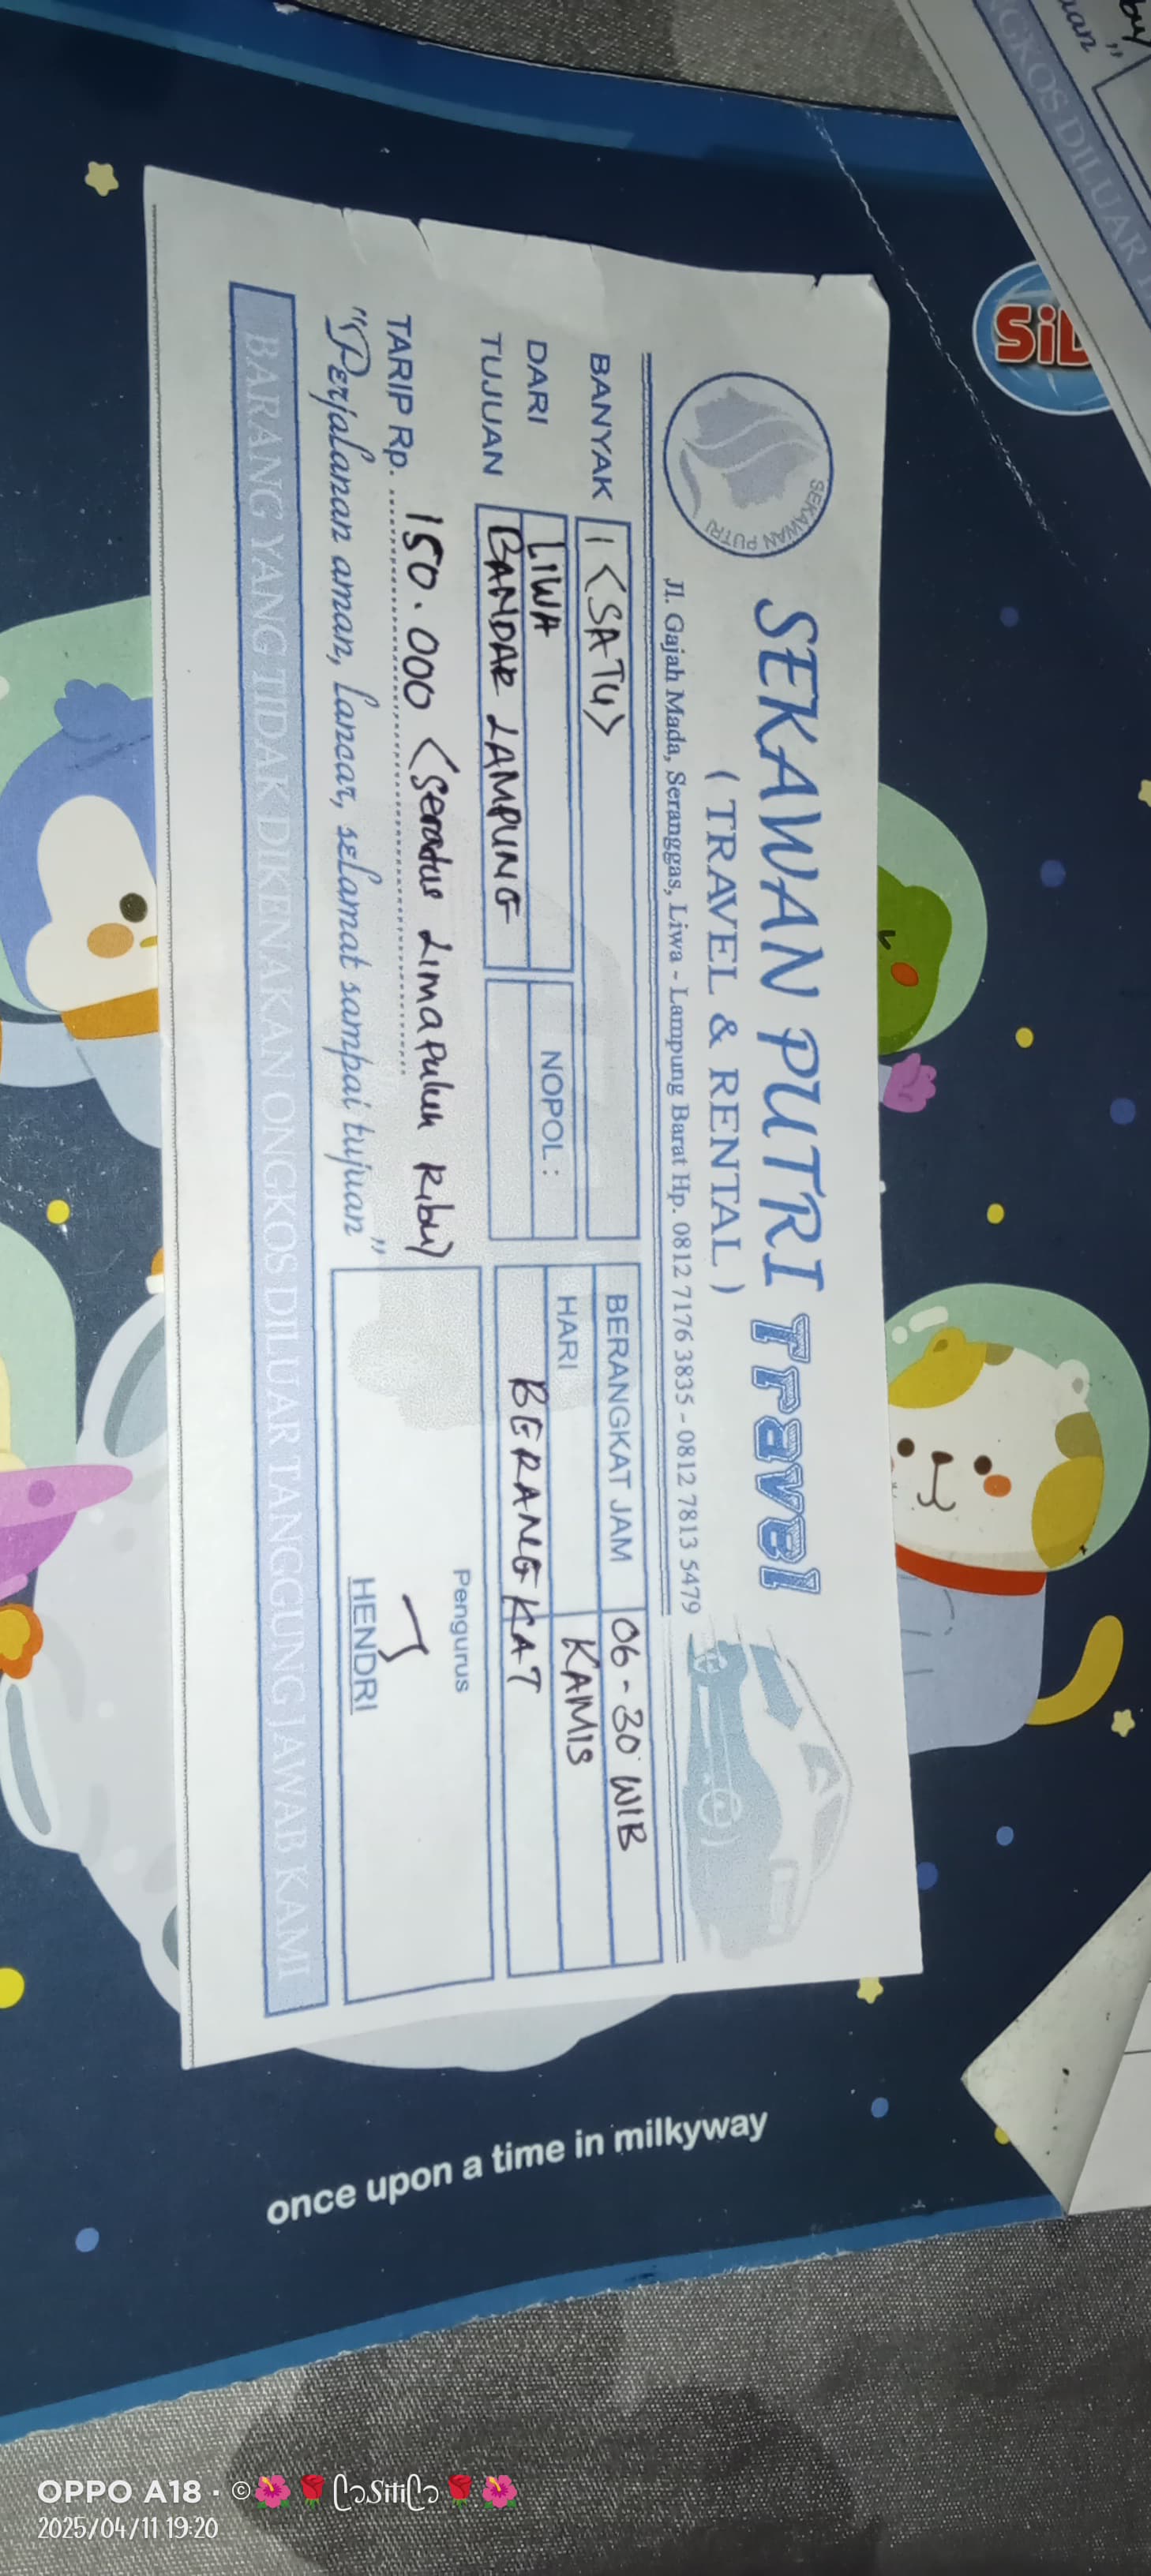 SEKAWAN PUTRI Travel
( TRAVEL & RENTAL )
Jl. Gajah Mada, Seranggas, Liwa - Lampung Barat Hp. 0812 7176 3835 - 0812 7813 5479
SEKAWAN PUTRI
BANYAK 1 <SATU>
DARI LIWA
TUJUAN BANDAR LAMPUNG
NOPOL :
BERANGKAT JAM 06-30 WIB
HARI KAMIS
BERANGKAT
TARIP Rp. 150.000 <Seratus Lima Puluh Ribu>
"Perjalanan aman, lancar, selamat sampai tujuan"
Pengurus
HENDRI
BARANG YANG TIDAK DIKENAKAN ONGKOS DILUAR TANGGUNG JAWAB KAMI
once upon a time in milkyway
OPPO A18 · © Siti
2025/04/11 19:20